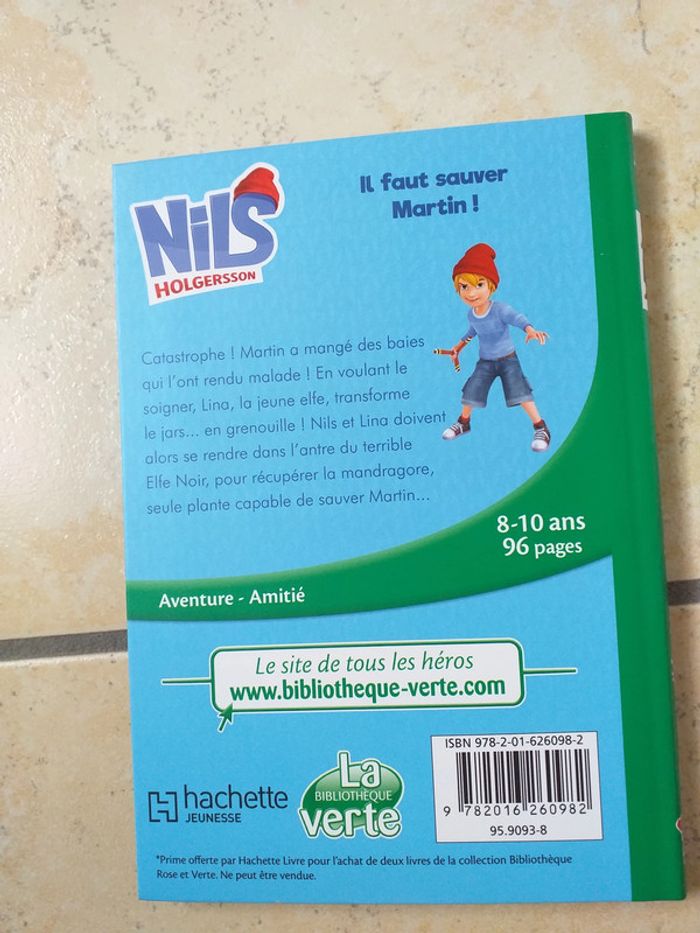 NiLS
HOLGERSSON
Il faut sauver
Martin !
Catastrophe ! Martin a mangé des baies
qui l'ont rendu malade ! En voulant le
soigner, Lina, la jeune elfe, transforme
le jars... en grenouille ! Nils et Lina doivent
alors se rendre dans l'antre du terrible
Elfe Noir, pour récupérer la mandragore,
seule plante capable de sauver Martin...
8-10 ans
96 pages
Aventure - Amitié
Le site de tous les héros
www.bibliotheque-verte.com
hachette
JEUNESSE
La
BIBLIOTHÈQUE
verte
ISBN 978-2-01-626098-2
9 782016 260982
95.9093-8
*Prime offerte par Hachette Livre pour l'achat de deux livres de la collection Bibliothèque
Rose et Verte. Ne peut être vendue.